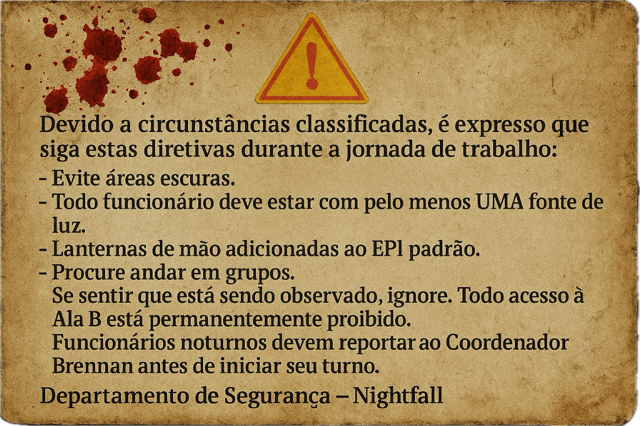 Devido a circunstâncias classificadas, é expresso que
siga estas diretivas durante a jornada de trabalho:
- Evite áreas escuras.
- Todo funcionário deve estar com pelo menos UMA fonte de
luz.
- Lanternas de mão adicionadas ao EPI padrão.
- Procure andar em grupos.
Se sentir que está sendo observado, ignore. Todo acesso à
Ala B está permanentemente proibido.
Funcionários noturnos devem reportar ao Coordenador
Brennan antes de iniciar seu turno.
Departamento de Segurança – Nightfall